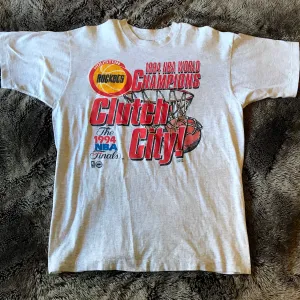 HOUSTON
ROCKETS
1994 NBA WORLD
CHAMPIONS
Clutch
City!
The
1994
NBA
Finals